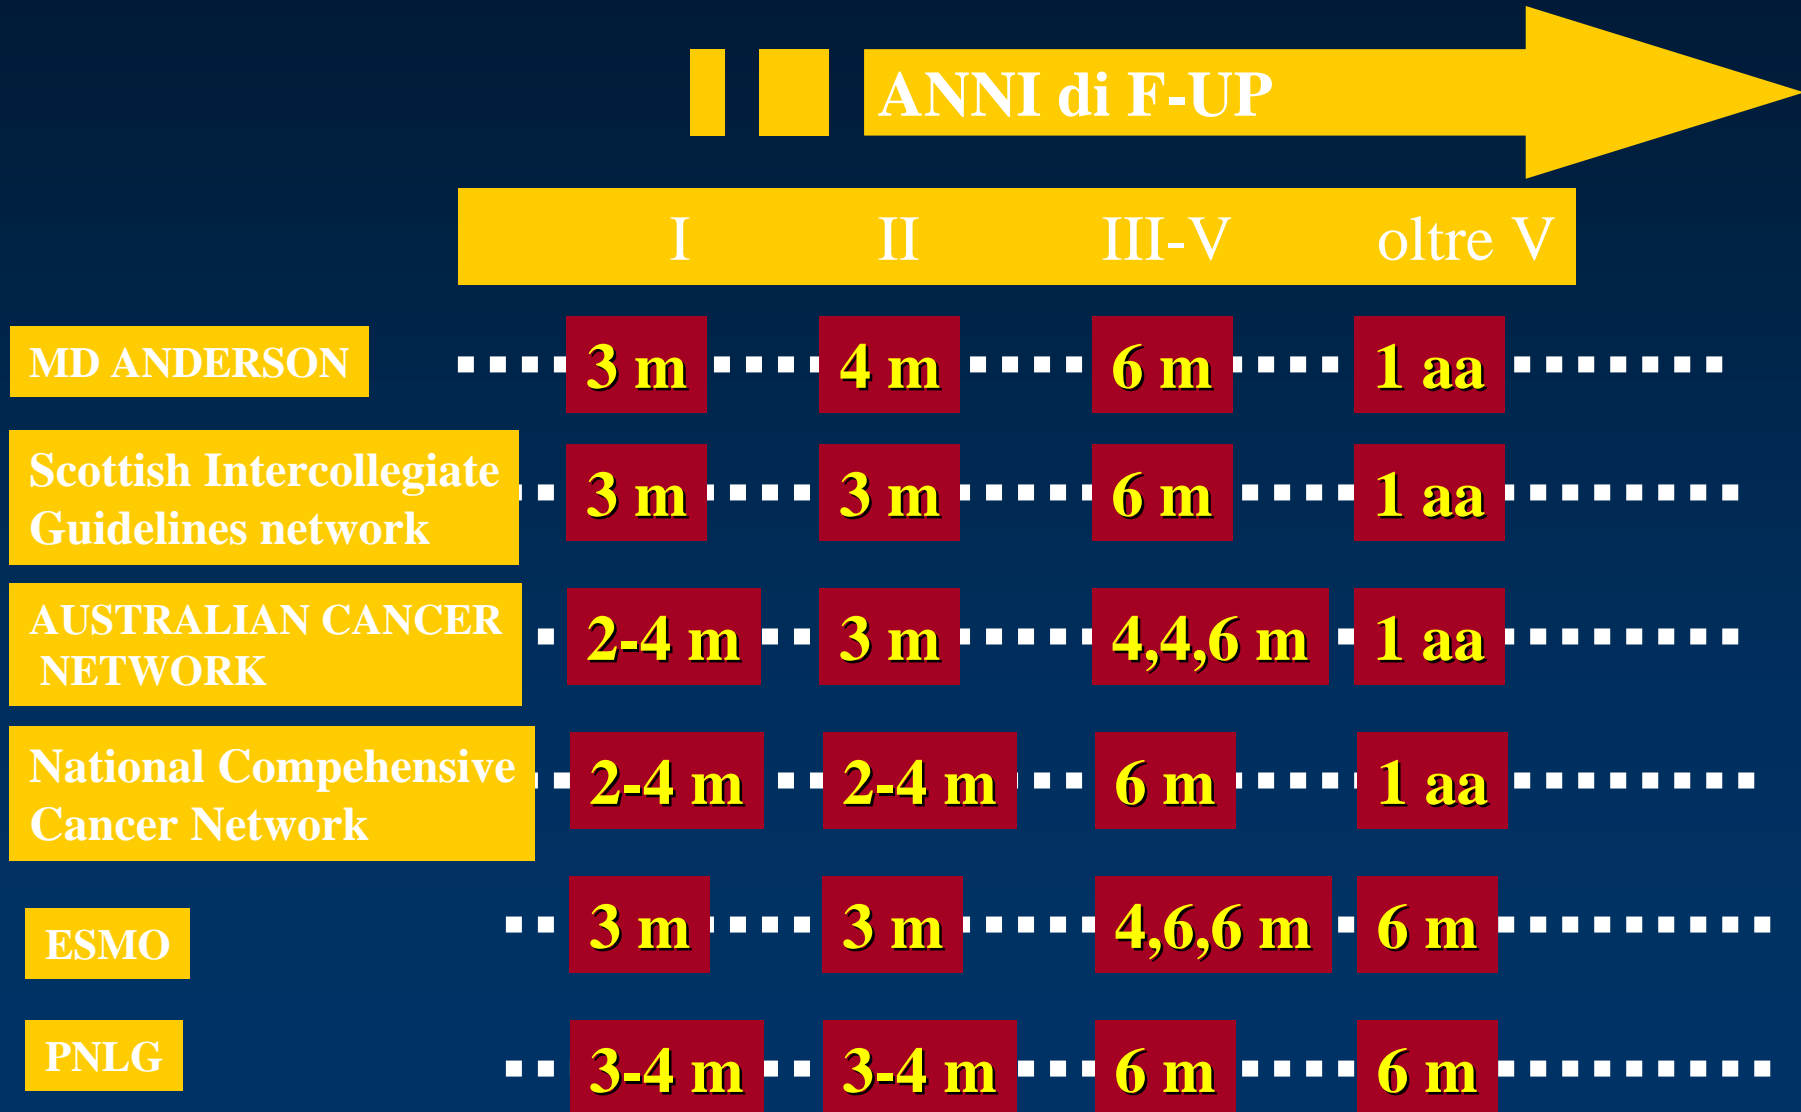 ANNI di F-UP
I II III-V oltre V
MD ANDERSON 3 m 4 m 6 m 1 aa
Scottish Intercollegiate
Guidelines network 3 m 3 m 6 m 1 aa
AUSTRALIAN CANCER
NETWORK 2-4 m 3 m 4,4,6 m 1 aa
National Compehensive
Cancer Network 2-4 m 2-4 m 6 m 1 aa
ESMO 3 m 3 m 4,6,6 m 6 m
PNLG 3-4 m 3-4 m 6 m 6 m